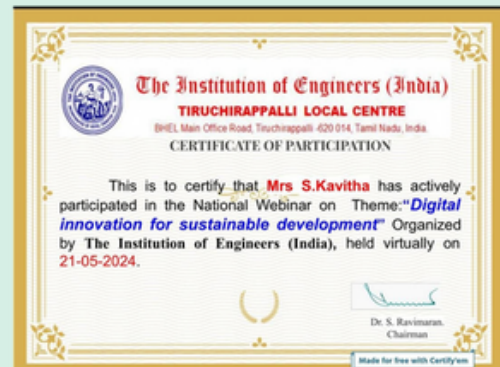 The Institution of Engineers (India)
TIRUCHIRAPPALLI LOCAL CENTRE
BHEL Main Office Road, Tiruchirappalli -620 014, Tamil Nadu, India.
CERTIFICATE OF PARTICIPATION
This is to certify that Mrs S.Kavitha has actively
participated in the National Webinar on Theme:"Digital
innovation for sustainable development" Organized
by The Institution of Engineers (India), held virtually on
21-05-2024.
Dr. S. Ravimaran.
Chairman
Made for free with Certify'em